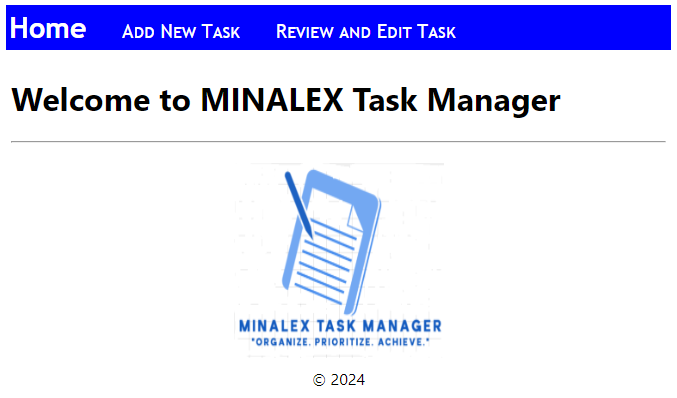 Home Add New Task Review and Edit Task
Welcome to MINALEX Task Manager
MINALEX TASK MANAGER
"ORGANIZE. PRIORITIZE. ACHIEVE."
© 2024